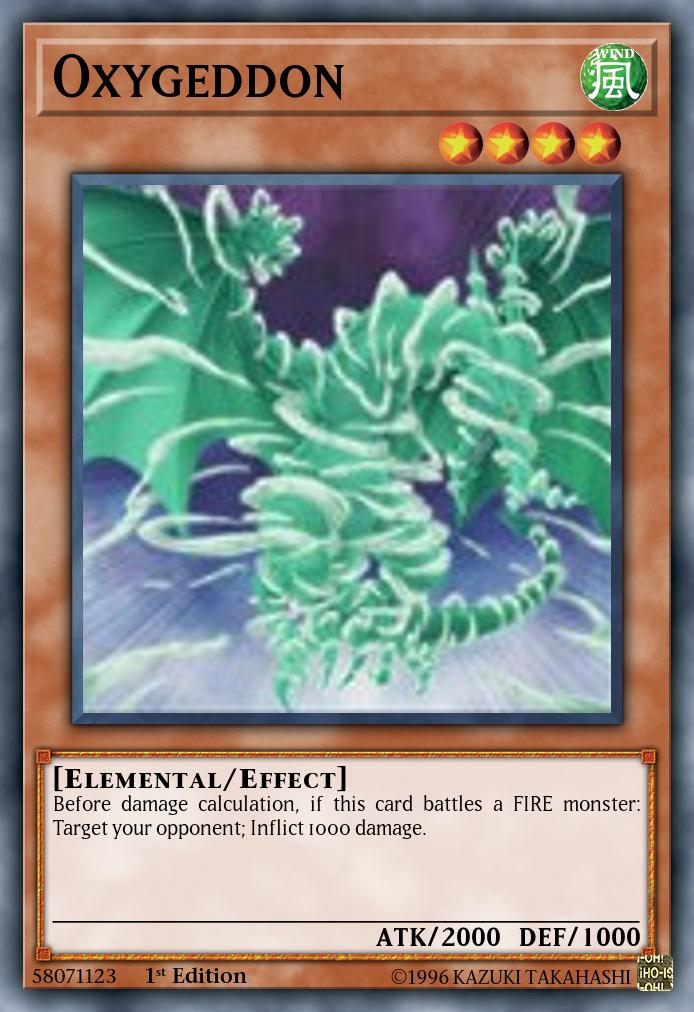 Oxygeddon
WIND
風
[Elemental/Effect]
Before damage calculation, if this card battles a FIRE monster:
Target your opponent; Inflict 1000 damage.
ATK/2000 DEF/1000
58071123 1st Edition ©1996 KAZUKI TAKAHASHI